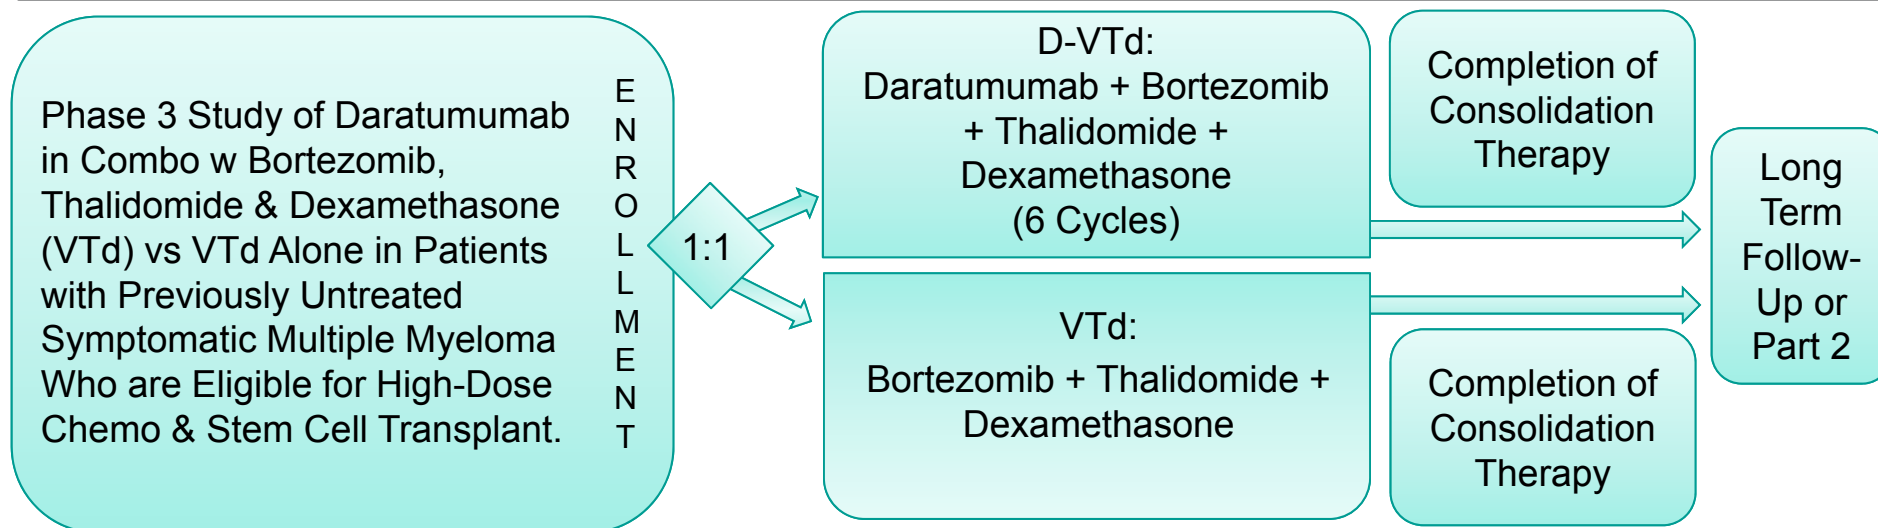 Phase 3 Study of Daratumumab
in Combo w Bortezomib,
Thalidomide & Dexamethasone
(VTd) vs VTd Alone in Patients
with Previously Untreated
Symptomatic Multiple Myeloma
Who are Eligible for High-Dose
Chemo & Stem Cell Transplant.
E
N
R
O
L
L
M
E
N
T
1:1
D-VTd:
Daratumumab + Bortezomib
+ Thalidomide +
Dexamethasone
(6 Cycles)
VTd:
Bortezomib + Thalidomide +
Dexamethasone
Completion of
Consolidation
Therapy
Completion of
Consolidation
Therapy
Long
Term
Follow-
Up or
Part 2